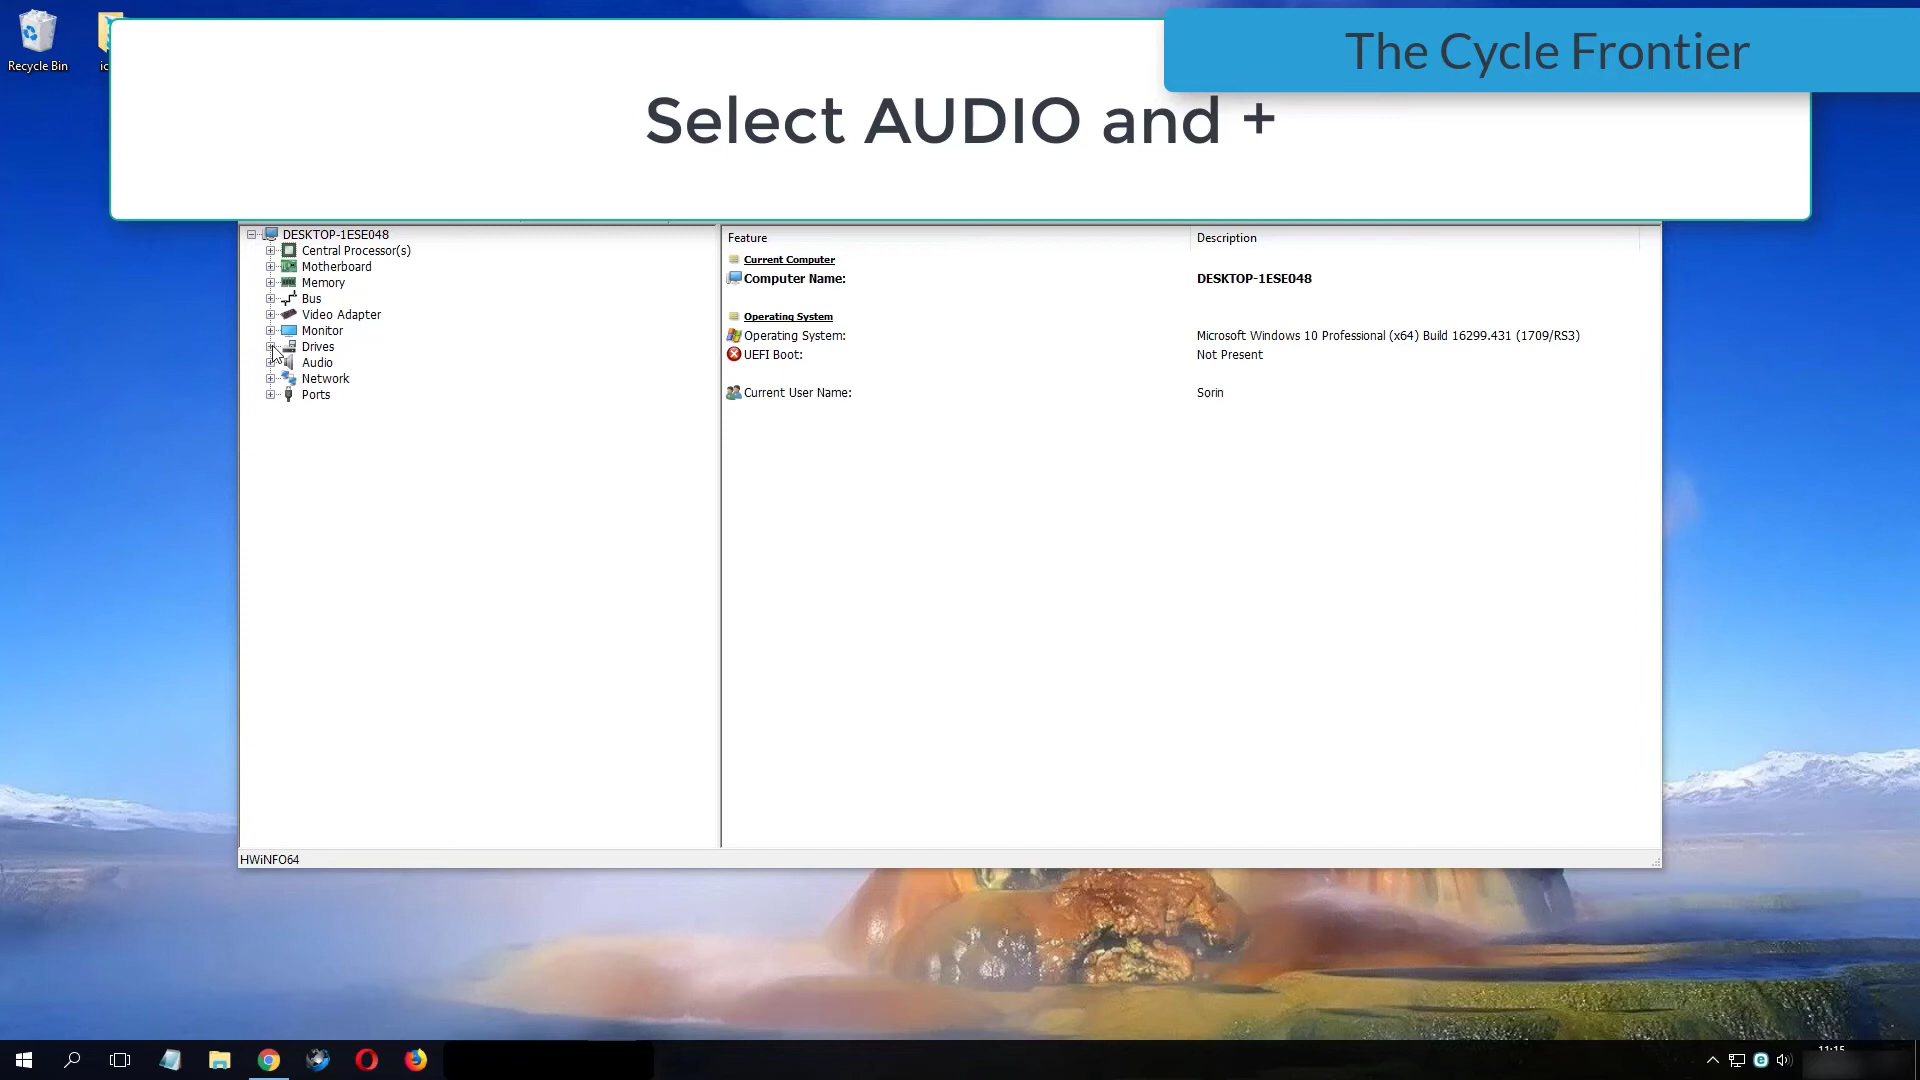 The Cycle Frontier
Select AUDIO and +
Recycle Bin
DESKTOP-1ESE048
Central Processor(s)
Motherboard
Memory
Bus
Video Adapter
Monitor
Drives
Audio
Network
Ports
Feature Description
Current Computer
Computer Name: DESKTOP-1ESE048
Operating System
Operating System: Microsoft Windows 10 Professional (x64) Build 16299.431 (1709/RS3)
UEFI Boot: Not Present
Current User Name: Sorin
HWiNFO64
11:15